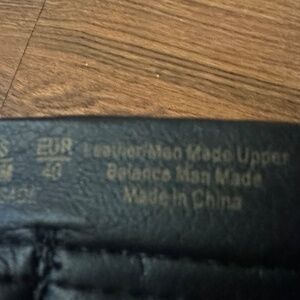 S EUR Leather/Man Made Upper
M 40 Balance Man Made
Made in China